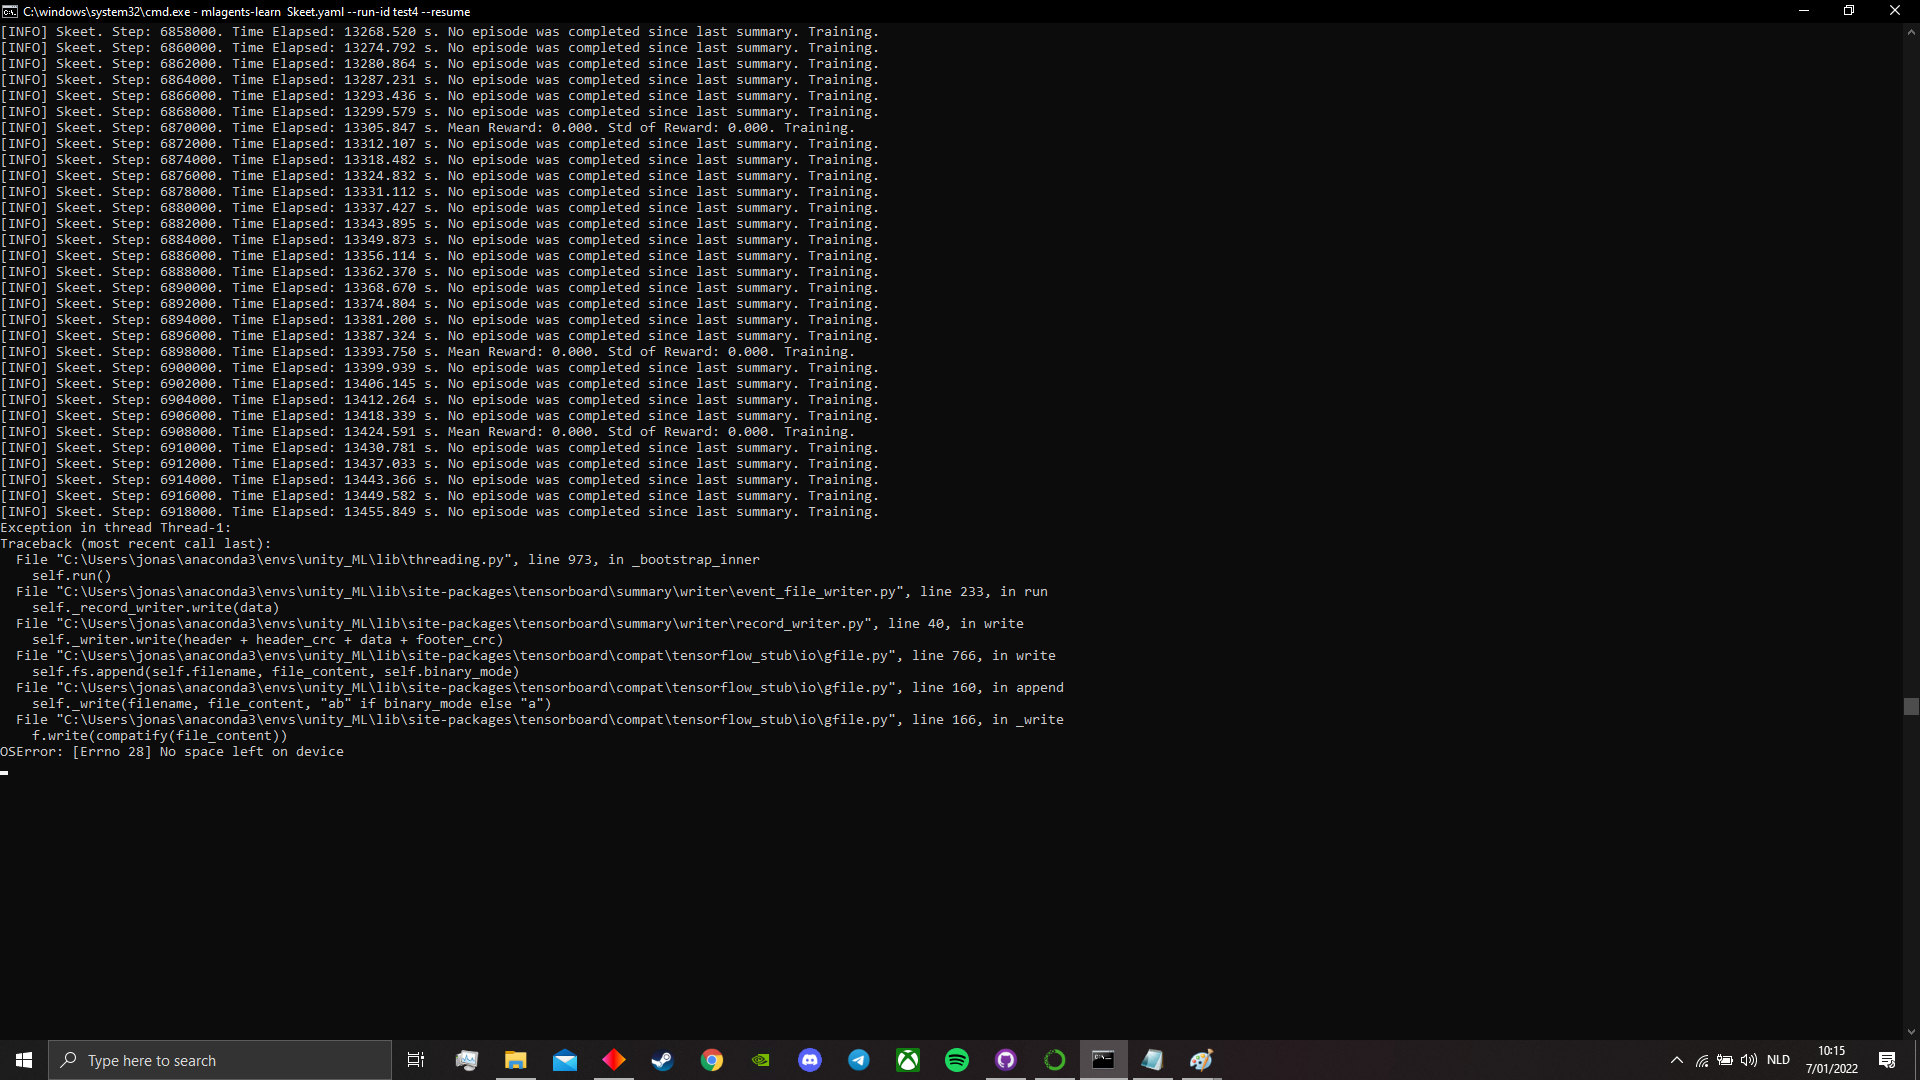 C:\windows\system32\cmd.exe - mlagents-learn  Skeet.yaml --run-id test4 --resume
[INFO] Skeet. Step: 6858000. Time Elapsed: 13268.520 s. No episode was completed since last summary. Training.
[INFO] Skeet. Step: 6860000. Time Elapsed: 13274.792 s. No episode was completed since last summary. Training.
[INFO] Skeet. Step: 6862000. Time Elapsed: 13280.864 s. No episode was completed since last summary. Training.
[INFO] Skeet. Step: 6864000. Time Elapsed: 13287.231 s. No episode was completed since last summary. Training.
[INFO] Skeet. Step: 6866000. Time Elapsed: 13293.436 s. No episode was completed since last summary. Training.
[INFO] Skeet. Step: 6868000. Time Elapsed: 13299.579 s. No episode was completed since last summary. Training.
[INFO] Skeet. Step: 6870000. Time Elapsed: 13305.847 s. Mean Reward: 0.000. Std of Reward: 0.000. Training.
[INFO] Skeet. Step: 6872000. Time Elapsed: 13312.107 s. No episode was completed since last summary. Training.
[INFO] Skeet. Step: 6874000. Time Elapsed: 13318.482 s. No episode was completed since last summary. Training.
[INFO] Skeet. Step: 6876000. Time Elapsed: 13324.832 s. No episode was completed since last summary. Training.
[INFO] Skeet. Step: 6878000. Time Elapsed: 13331.112 s. No episode was completed since last summary. Training.
[INFO] Skeet. Step: 6880000. Time Elapsed: 13337.427 s. No episode was completed since last summary. Training.
[INFO] Skeet. Step: 6882000. Time Elapsed: 13343.895 s. No episode was completed since last summary. Training.
[INFO] Skeet. Step: 6884000. Time Elapsed: 13349.873 s. No episode was completed since last summary. Training.
[INFO] Skeet. Step: 6886000. Time Elapsed: 13356.114 s. No episode was completed since last summary. Training.
[INFO] Skeet. Step: 6888000. Time Elapsed: 13362.370 s. No episode was completed since last summary. Training.
[INFO] Skeet. Step: 6890000. Time Elapsed: 13368.670 s. No episode was completed since last summary. Training.
[INFO] Skeet. Step: 6892000. Time Elapsed: 13374.804 s. No episode was completed since last summary. Training.
[INFO] Skeet. Step: 6894000. Time Elapsed: 13381.200 s. No episode was completed since last summary. Training.
[INFO] Skeet. Step: 6896000. Time Elapsed: 13387.324 s. No episode was completed since last summary. Training.
[INFO] Skeet. Step: 6898000. Time Elapsed: 13393.750 s. Mean Reward: 0.000. Std of Reward: 0.000. Training.
[INFO] Skeet. Step: 6900000. Time Elapsed: 13399.939 s. No episode was completed since last summary. Training.
[INFO] Skeet. Step: 6902000. Time Elapsed: 13406.145 s. No episode was completed since last summary. Training.
[INFO] Skeet. Step: 6904000. Time Elapsed: 13412.264 s. No episode was completed since last summary. Training.
[INFO] Skeet. Step: 6906000. Time Elapsed: 13418.339 s. No episode was completed since last summary. Training.
[INFO] Skeet. Step: 6908000. Time Elapsed: 13424.591 s. Mean Reward: 0.000. Std of Reward: 0.000. Training.
[INFO] Skeet. Step: 6910000. Time Elapsed: 13430.781 s. No episode was completed since last summary. Training.
[INFO] Skeet. Step: 6912000. Time Elapsed: 13437.033 s. No episode was completed since last summary. Training.
[INFO] Skeet. Step: 6914000. Time Elapsed: 13443.366 s. No episode was completed since last summary. Training.
[INFO] Skeet. Step: 6916000. Time Elapsed: 13449.582 s. No episode was completed since last summary. Training.
[INFO] Skeet. Step: 6918000. Time Elapsed: 13455.849 s. No episode was completed since last summary. Training.
Exception in thread Thread-1:
Traceback (most recent call last):
  File "C:\Users\jonas\anaconda3\envs\unity_ML\lib\threading.py", line 973, in _bootstrap_inner
    self.run()
  File "C:\Users\jonas\anaconda3\envs\unity_ML\lib\site-packages\tensorboard\summary\writer\event_file_writer.py", line 233, in run
    self._record_writer.write(data)
  File "C:\Users\jonas\anaconda3\envs\unity_ML\lib\site-packages\tensorboard\summary\writer\record_writer.py", line 40, in write
    self._writer.write(header + header_crc + data + footer_crc)
  File "C:\Users\jonas\anaconda3\envs\unity_ML\lib\site-packages\tensorboard\compat\tensorflow_stub\io\gfile.py", line 766, in write
    self.fs.append(self.filename, file_content, self.binary_mode)
  File "C:\Users\jonas\anaconda3\envs\unity_ML\lib\site-packages\tensorboard\compat\tensorflow_stub\io\gfile.py", line 160, in append
    self._write(filename, file_content, "ab" if binary_mode else "a")
  File "C:\Users\jonas\anaconda3\envs\unity_ML\lib\site-packages\tensorboard\compat\tensorflow_stub\io\gfile.py", line 166, in _write
    f.write(compatify(file_content))
OSError: [Errno 28] No space left on device
Type here to search
NLD
10:15
7/01/2022